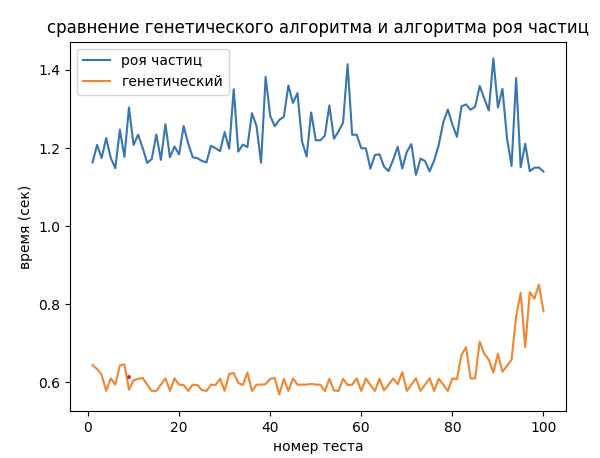 сравнение генетического алгоритма и алгоритма роя частиц
роя частиц
генетический
1.4
1.2
1.0
0.8
0.6
время (сек)
0 20 40 60 80 100
номер теста